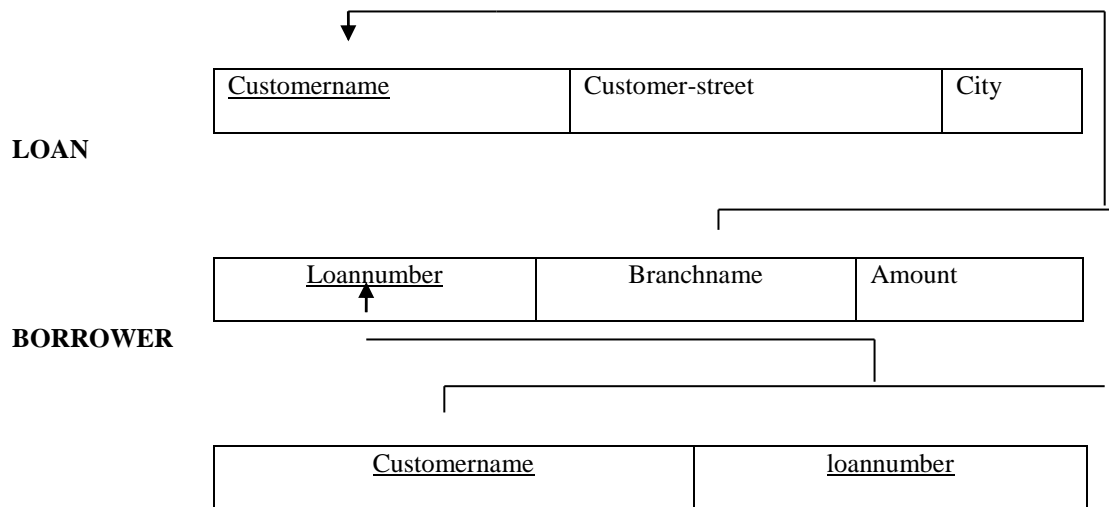 Customername Customer-street City
LOAN
Loannumber Branchname Amount
BORROWER
Customername loannumber